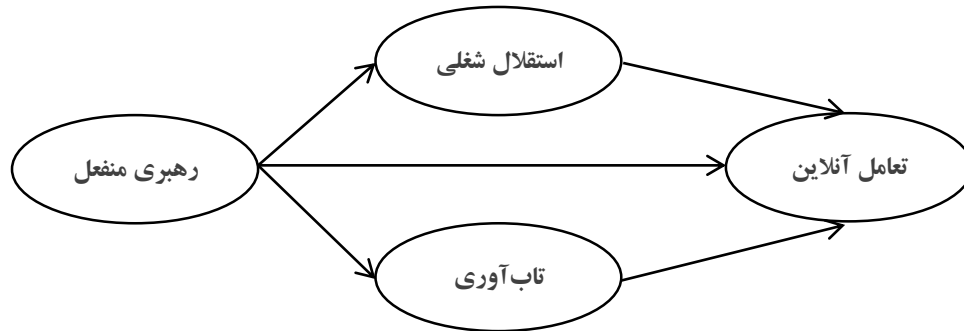 استقلال شغلی
رهبری منفعل
تعامل آنلاین
تاب‌آوری